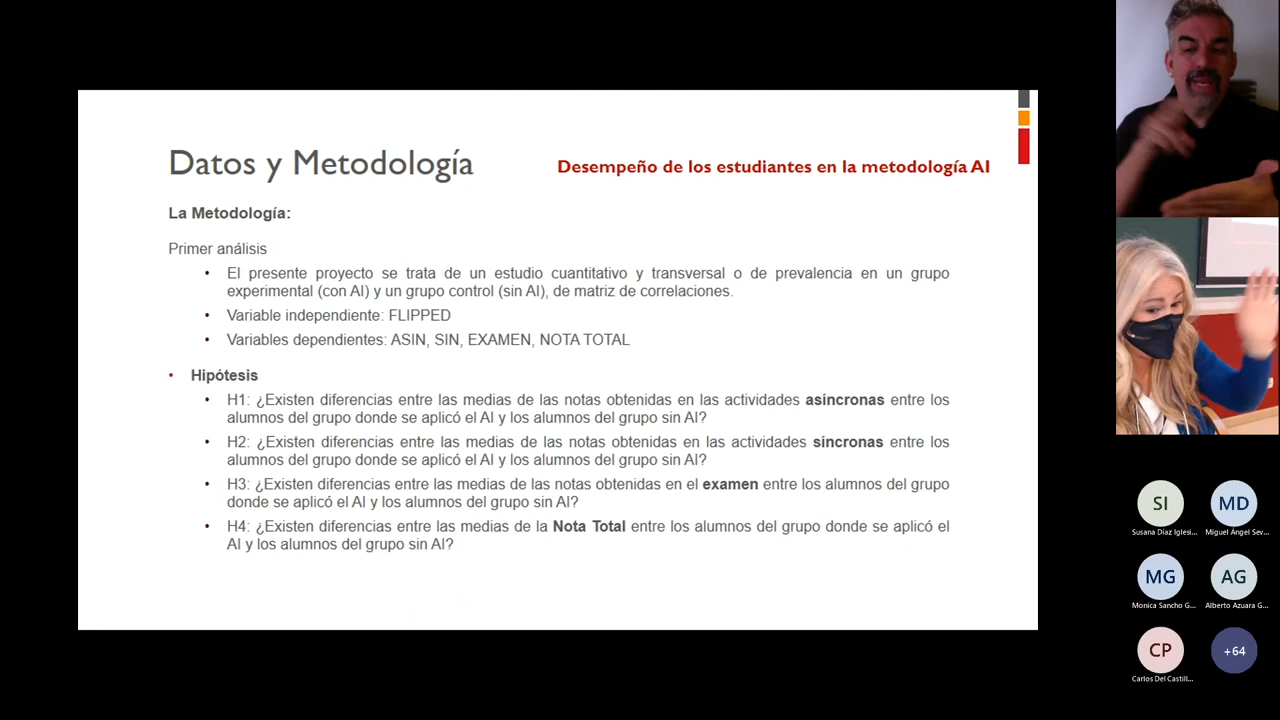 Datos y Metodología
Desempeño de los estudiantes en la metodología AI
La Metodología:
Primer análisis
• El presente proyecto se trata de un estudio cuantitativo y transversal o de prevalencia en un grupo
experimental (con AI) y un grupo control (sin AI), de matriz de correlaciones.
• Variable independiente: FLIPPED
• Variables dependientes: ASIN, SIN, EXAMEN, NOTA TOTAL
• Hipótesis
• H1: ¿Existen diferencias entre las medias de las notas obtenidas en las actividades asíncronas entre los
alumnos del grupo donde se aplicó el AI y los alumnos del grupo sin AI?
• H2: ¿Existen diferencias entre las medias de las notas obtenidas en las actividades síncronas entre los
alumnos del grupo donde se aplicó el AI y los alumnos del grupo sin AI?
• H3: ¿Existen diferencias entre las medias de las notas obtenidas en el examen entre los alumnos del grupo
donde se aplicó el AI y los alumnos del grupo sin AI?
• H4: ¿Existen diferencias entre las medias de la Nota Total entre los alumnos del grupo donde se aplicó el
AI y los alumnos del grupo sin AI?
SI
MD
Susana Díaz Iglesi...
Miguel Angel Sev...
MG
AG
Monica Sancho G...
Alberto Azuara G...
CP
+64
Carlos Del Castill...